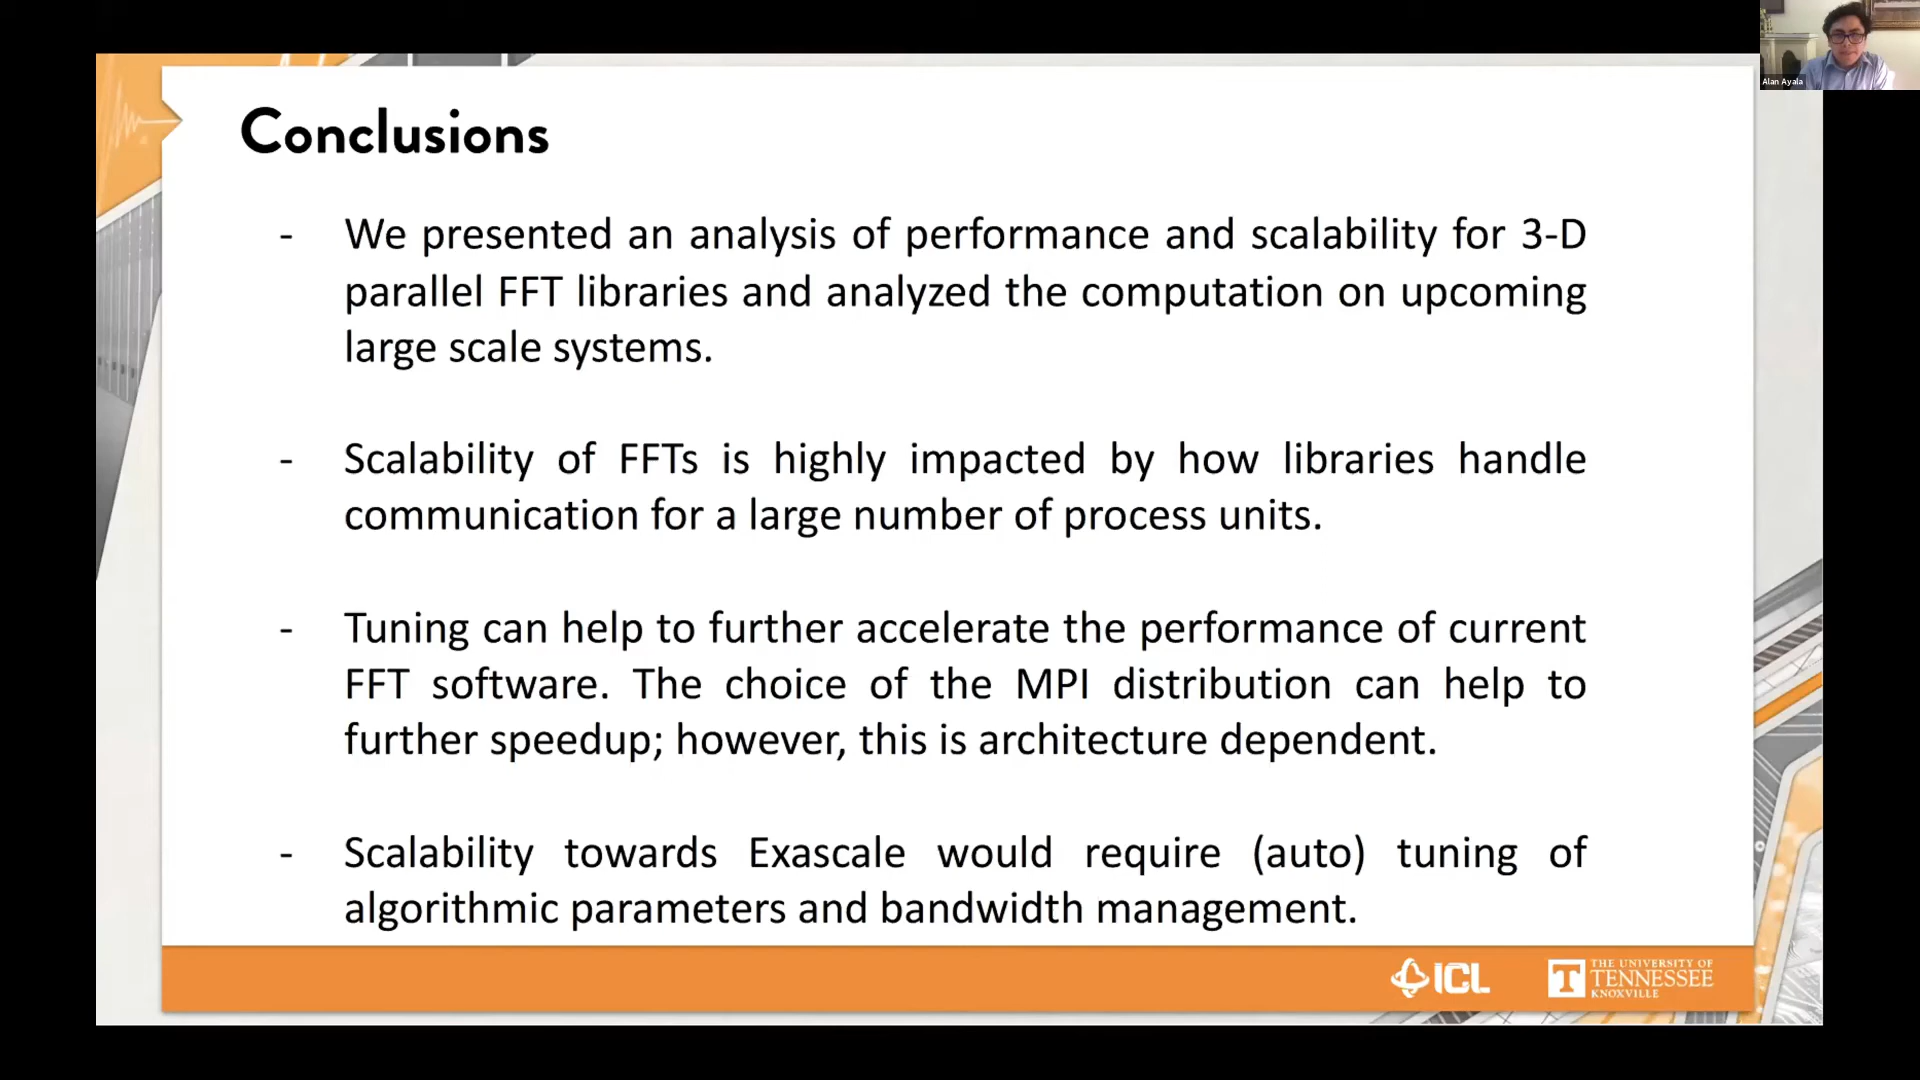 Alan Ayala
Conclusions
- We presented an analysis of performance and scalability for 3-D
parallel FFT libraries and analyzed the computation on upcoming
large scale systems.
- Scalability of FFTs is highly impacted by how libraries handle
communication for a large number of process units.
- Tuning can help to further accelerate the performance of current
FFT software. The choice of the MPI distribution can help to
further speedup; however, this is architecture dependent.
- Scalability towards Exascale would require (auto) tuning of
algorithmic parameters and bandwidth management.
ICL
T
THE UNIVERSITY OF
TENNESSEE
KNOXVILLE